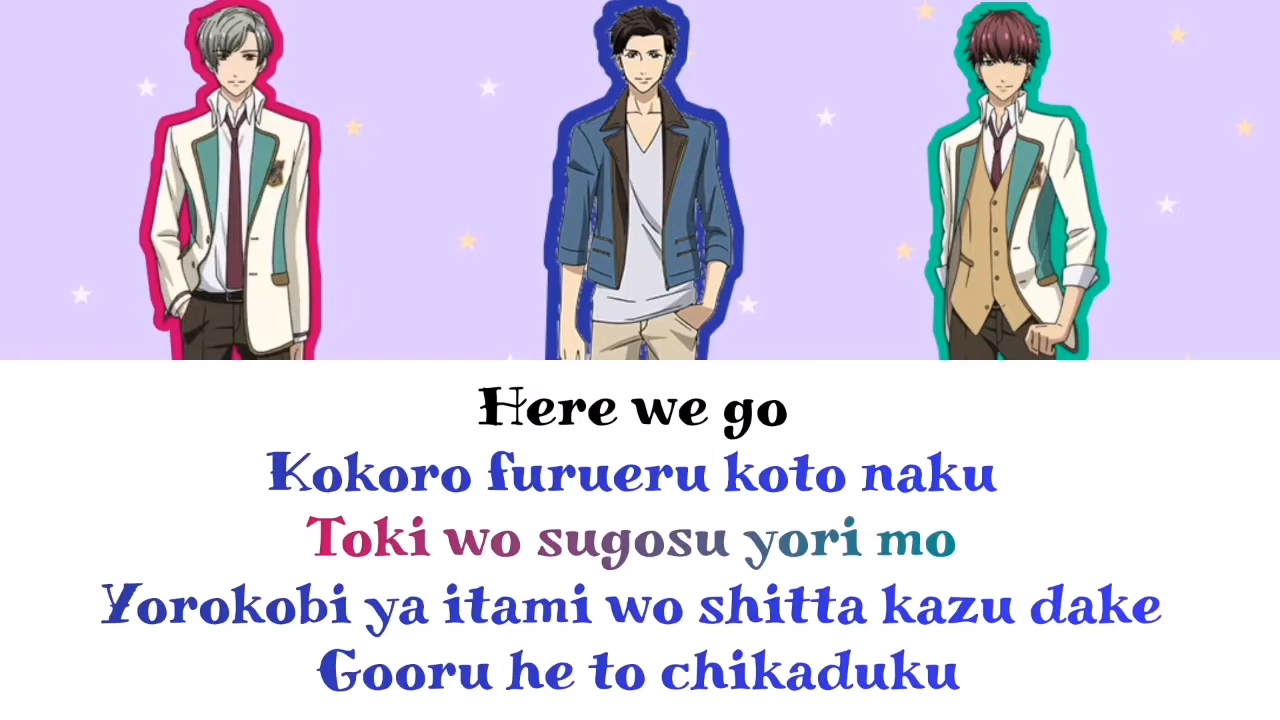 Here we go
Kokoro furueru koto naku
Toki wo sugosu yori mo
Yorokobi ya itami wo shitta kazu dake
Gooru he to chikaduku